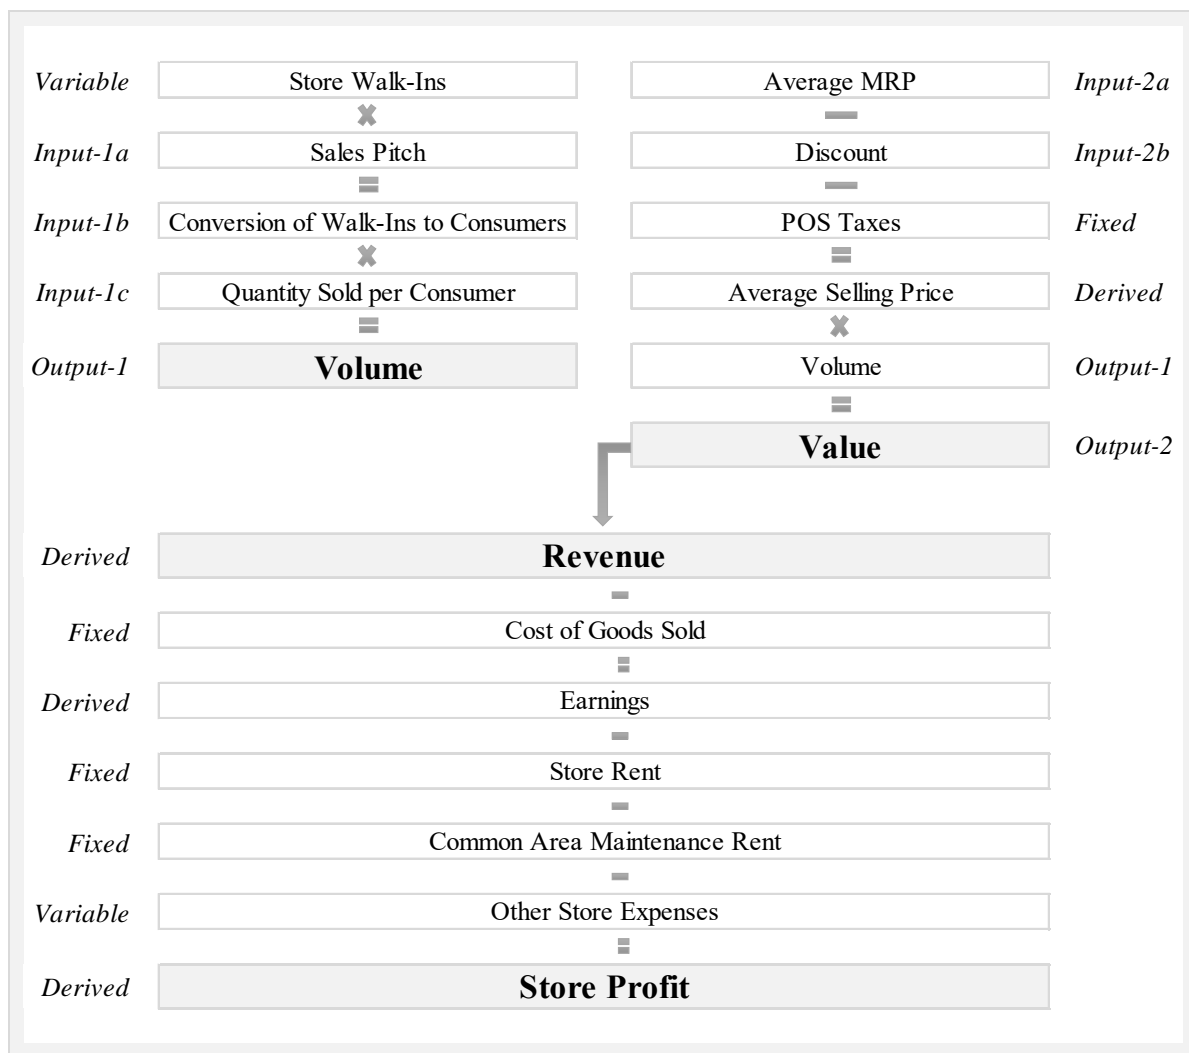 Variable Store Walk-Ins
Input-1a Sales Pitch
Input-1b Conversion of Walk-Ins to Consumers
Input-1c Quantity Sold per Consumer
Output-1 Volume
Average MRP Input-2a
Discount Input-2b
POS Taxes Fixed
Average Selling Price Derived
Volume Output-1
Value Output-2
Derived Revenue
Fixed Cost of Goods Sold
Derived Earnings
Fixed Store Rent
Fixed Common Area Maintenance Rent
Variable Other Store Expenses
Derived Store Profit